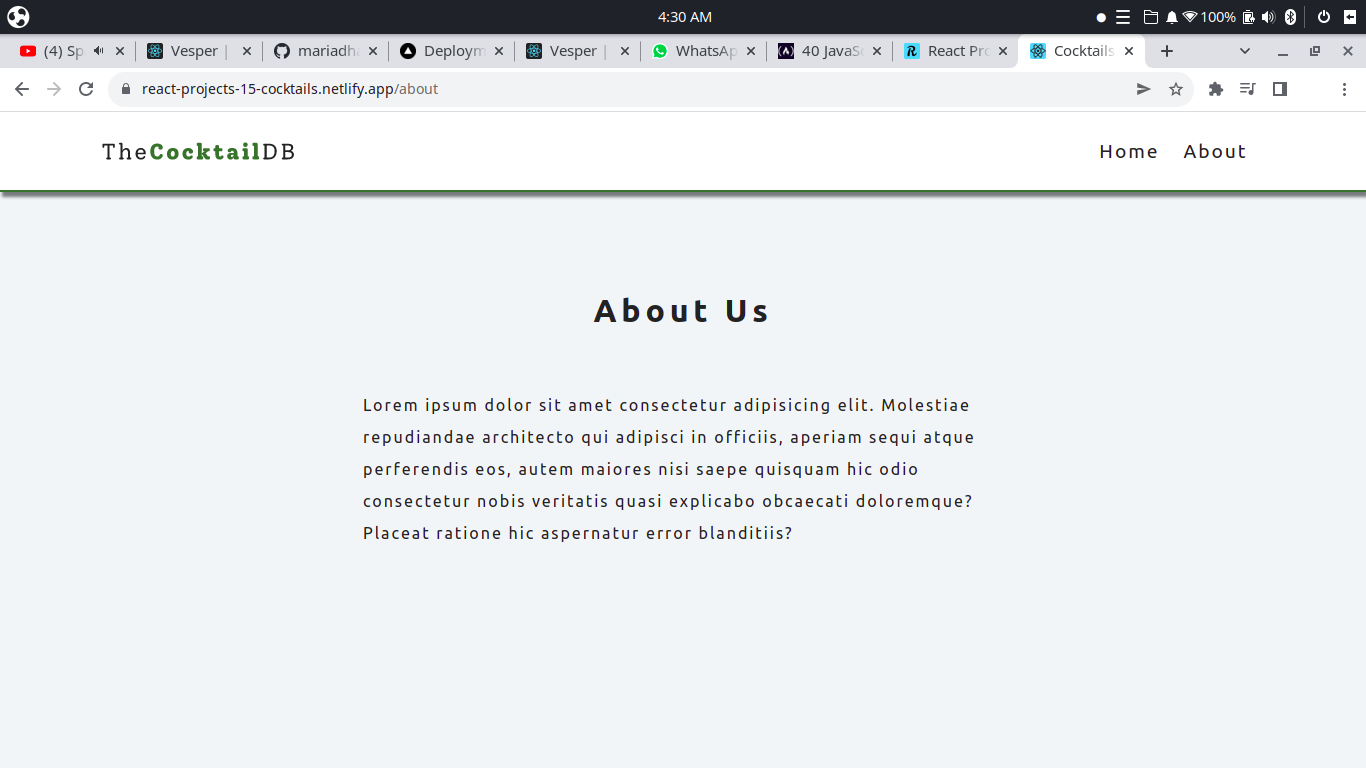 4:30 AM
100%
(4) Sp
Vesper |
mariadha
Deploym
Vesper |
WhatsAp
40 JavaSc
React Pro
Cocktails
react-projects-15-cocktails.netlify.app/about
TheCocktailDB
Home
About
About Us
Lorem ipsum dolor sit amet consectetur adipisicing elit. Molestiae
repudiandae architecto qui adipisci in officiis, aperiam sequi atque
perferendis eos, autem maiores nisi saepe quisquam hic odio
consectetur nobis veritatis quasi explicabo obcaecati doloremque?
Placeat ratione hic aspernatur error blanditiis?